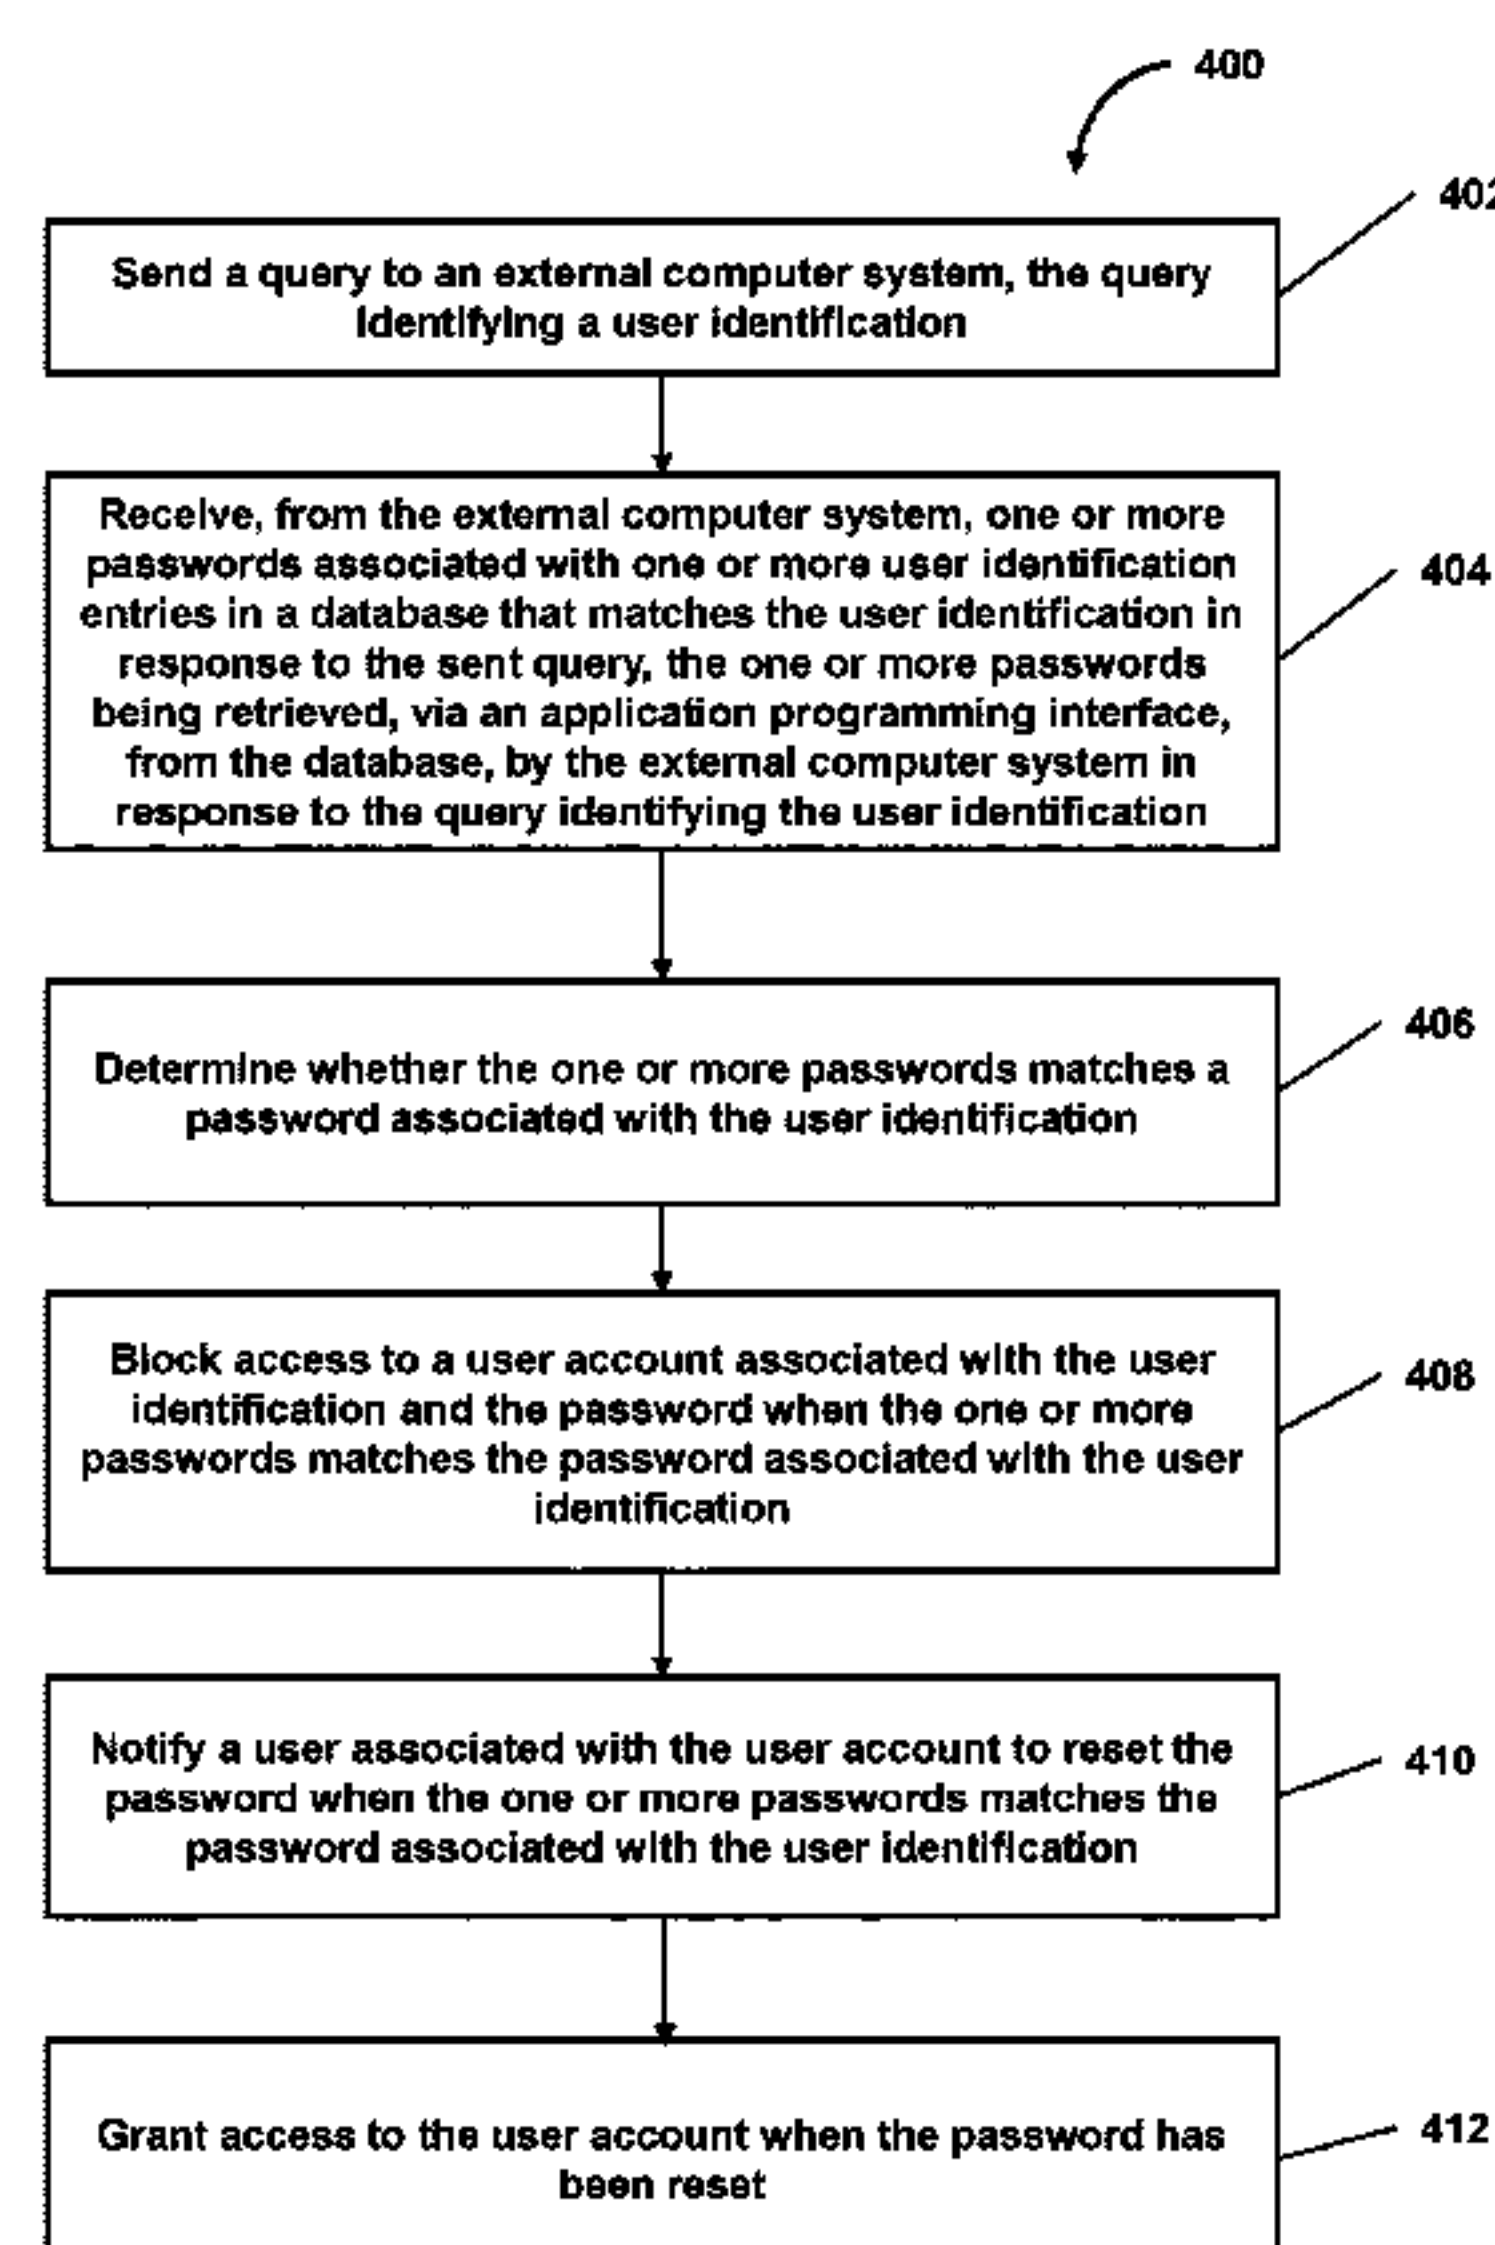 400
402
Send a query to an external computer system, the query
identifying a user identification
Receive, from the external computer system, one or more
passwords associated with one or more user identification
entries in a database that matches the user identification in
response to the sent query, the one or more passwords
being retrieved, via an application programming interface,
from the database, by the external computer system in
response to the query identifying the user identification
404
Determine whether the one or more passwords matches a
password associated with the user identification
406
Block access to a user account associated with the user
identification and the password when the one or more
passwords matches the password associated with the user
identification
408
Notify a user associated with the user account to reset the
password when the one or more passwords matches the
password associated with the user identification
410
Grant access to the user account when the password has
been reset
412